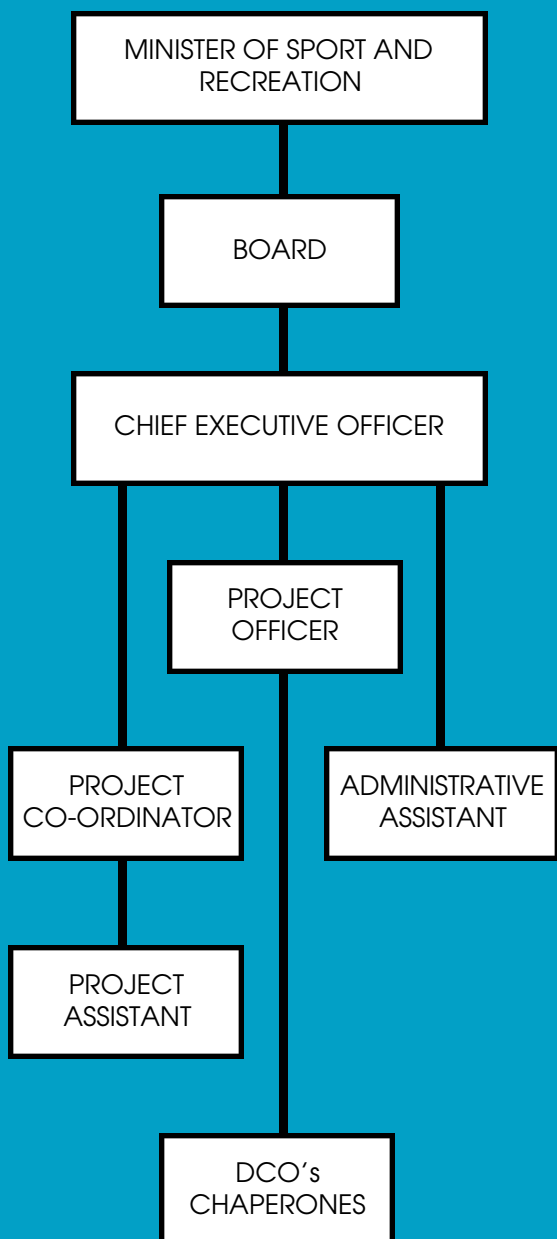 MINISTER OF SPORT AND
RECREATION
BOARD
CHIEF EXECUTIVE OFFICER
PROJECT
OFFICER
PROJECT
CO-ORDINATOR
ADMINISTRATIVE
ASSISTANT
PROJECT
ASSISTANT
DCO's
CHAPERONES